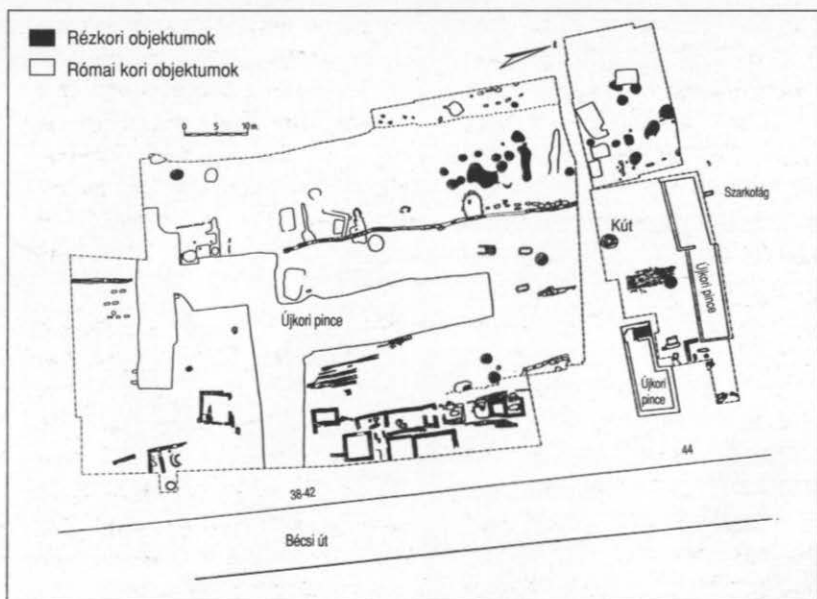 Rézkori objektumok
Római kori objektumok
0 5 10 m.
Szarkofág
Kút
Újkori pince
Újkori pince
Újkori
pince
44
38-42
Bécsi út